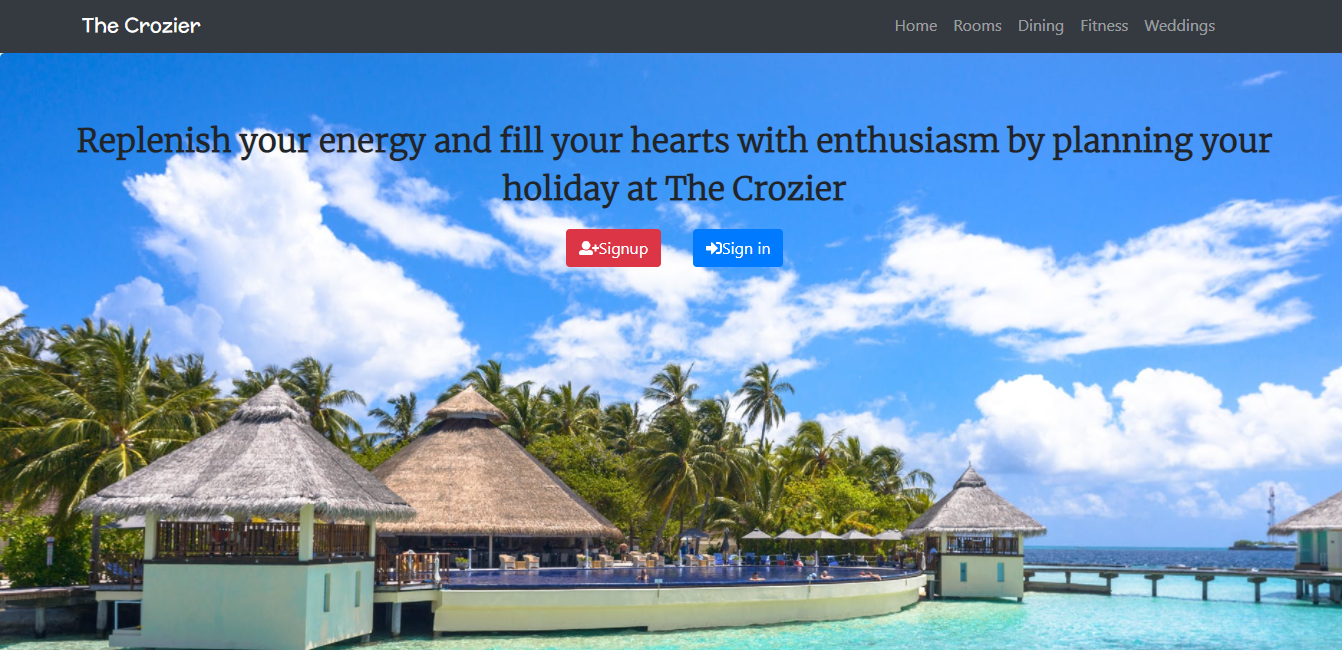 The Crozier
Home Rooms Dining Fitness Weddings
Replenish your energy and fill your hearts with enthusiasm by planning your
holiday at The Crozier
Signup
Sign in